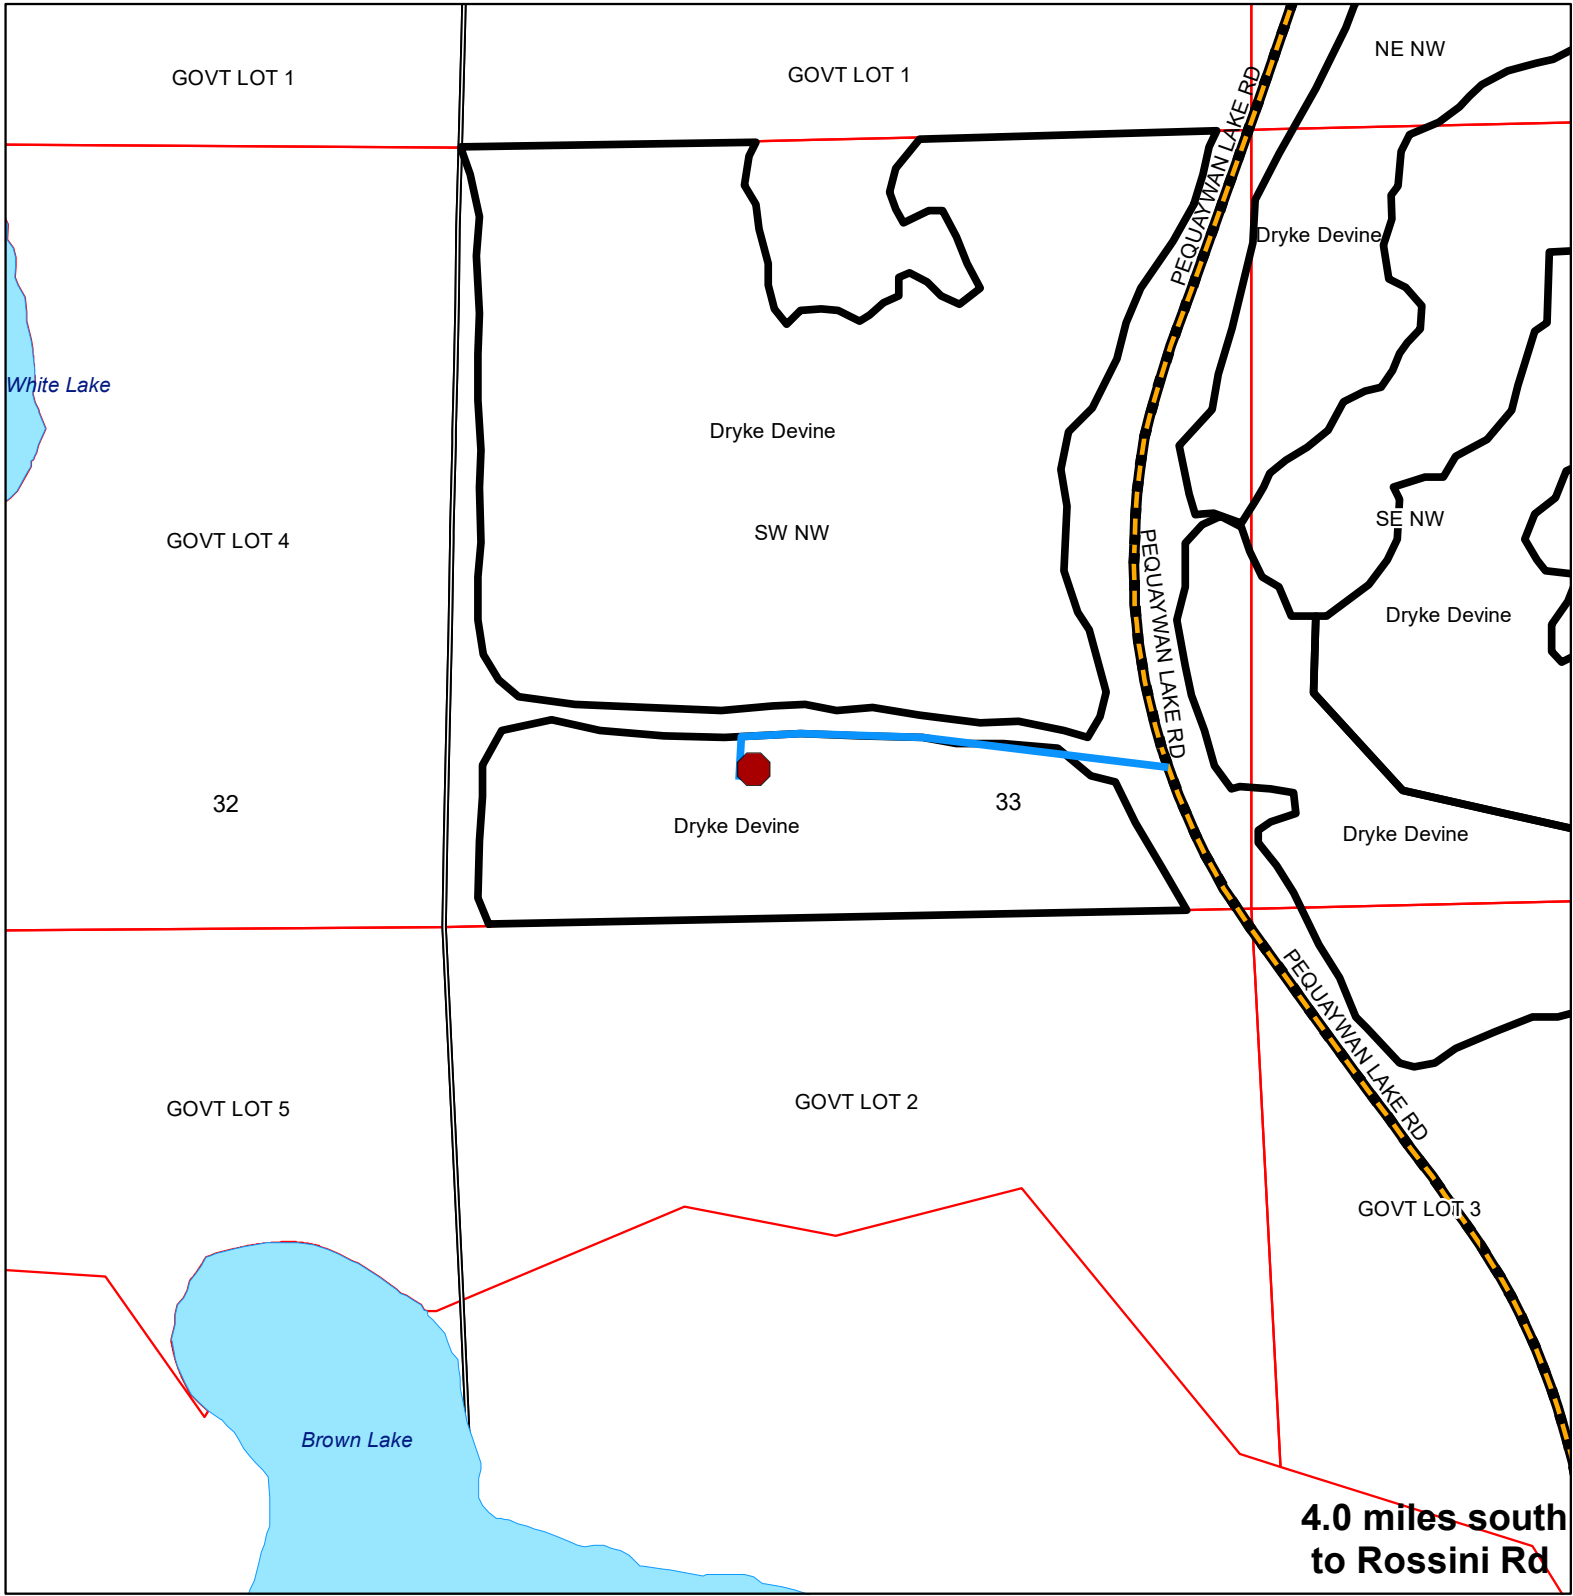 NE NW
GOVT LOT 1
GOVT LOT 1
PEQUAYWAN LAKE RD
Dryke Devine
White Lake
Dryke Devine
SE NW
SW NW
GOVT LOT 4
PEQUAYWAN LAKE RD
Dryke Devine
32
33
Dryke Devine
Dryke Devine
PEQUAYWAN LAKE RD
GOVT LOT 5
GOVT LOT 2
GOVT LOT 3
Brown Lake
4.0 miles south
to Rossini Rd